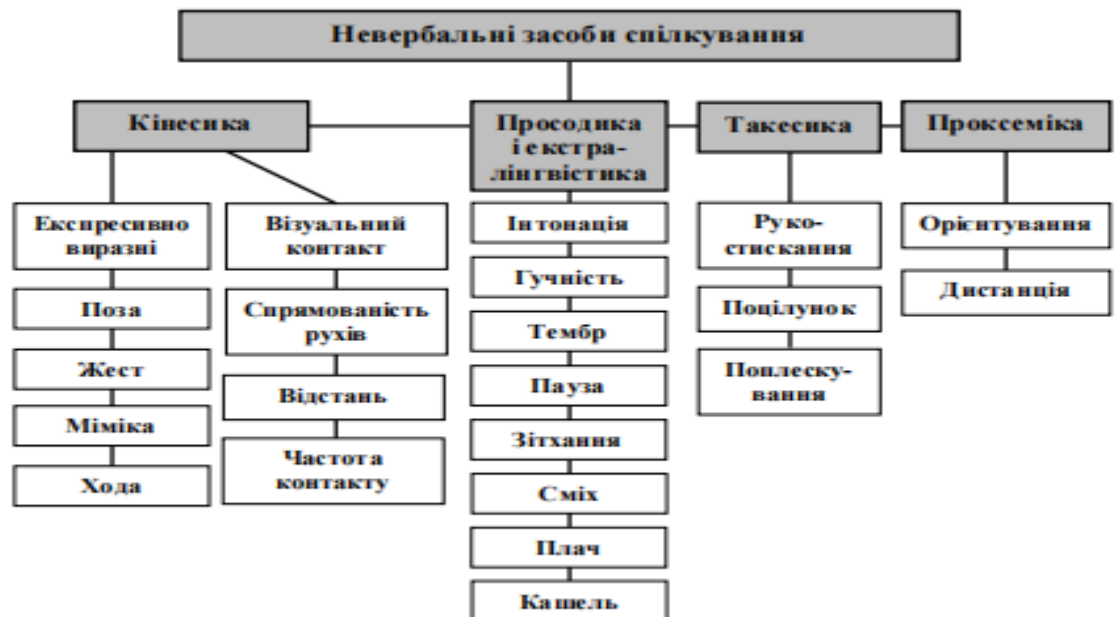 Невербальні засоби спілкування
Кінесика
Просодика
і екстра-
лінгвістика
Такесика
Проксеміка
Експресивно
виразні
Поза
Жест
Міміка
Хода
Візуальний
контакт
Спрямованість
рухів
Відстань
Частота
контакту
Інтонація
Гучність
Тембр
Пауза
Зітхання
Сміх
Плач
Кашель
Руко-
стискання
Поцілунок
Поплеску-
вання
Орієнтування
Дистанція